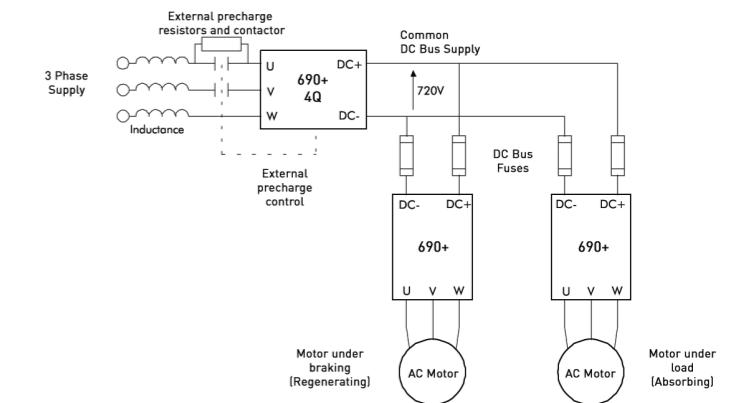 External precharge
resistors and contactor
Common
DC Bus Supply
3 Phase
Supply
U
DC+
690+
4Q
V
720V
W
DC-
Inductance
External
precharge
control
DC Bus
Fuses
DC-
DC+
DC-
DC+
690+
690+
U
V
W
U
V
W
Motor under
braking
(Regenerating)
AC Motor
AC Motor
Motor under
load
(Absorbing)